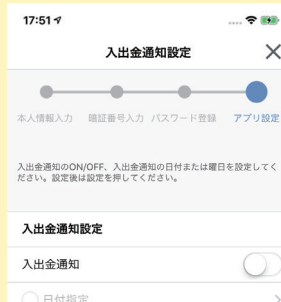 17:51
入出金通知設定
本人情報入力 暗証番号入力 パスワード登録 アプリ設定
入出金通知のON/OFF、入出金通知の日付または曜日を設定してく
ださい。設定後は設定を押してください。
入出金通知設定
入出金通知
日付指定